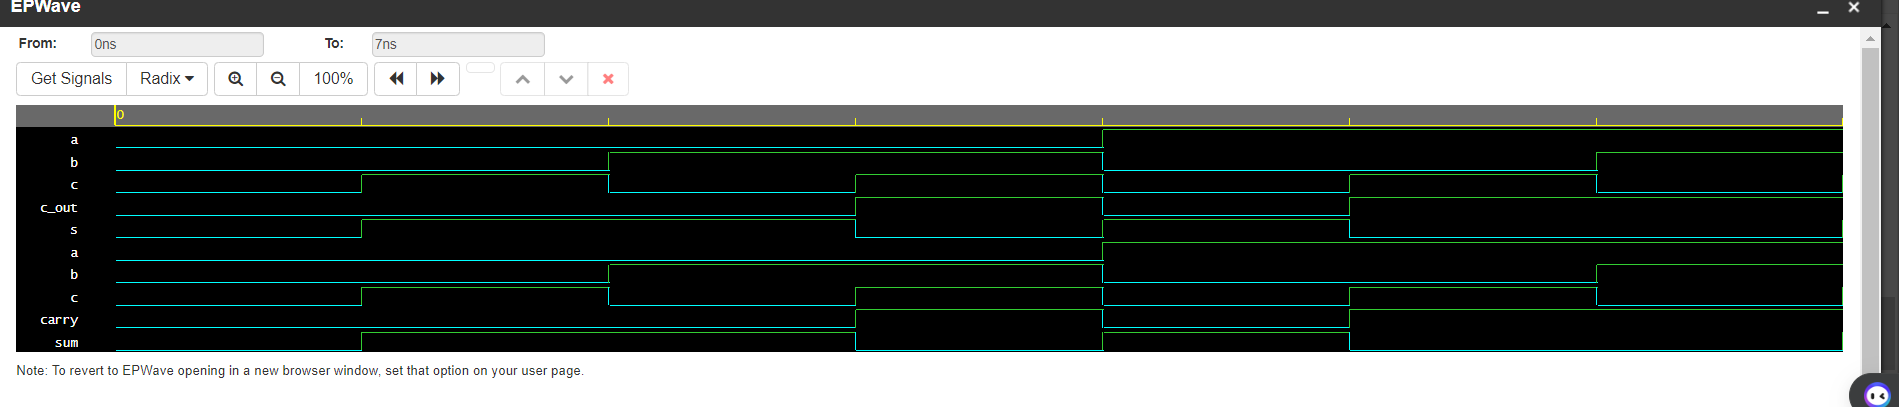 EPWave
From: 0ns To: 7ns
Get Signals Radix 100%
0
a
b
c
c_out
s
a
b
c
carry
sum
Note: To revert to EPWave opening in a new browser window, set that option on your user page.